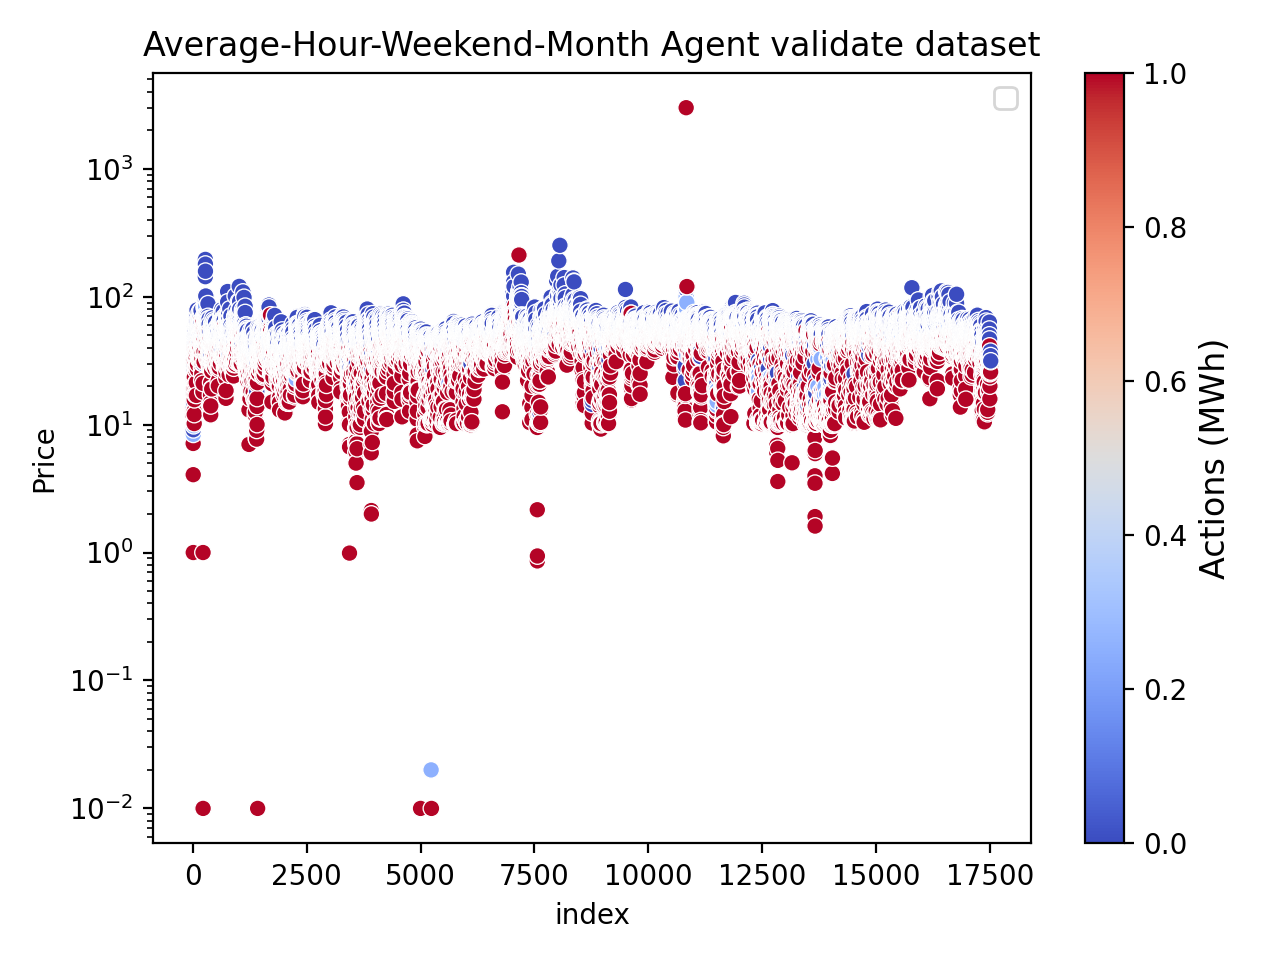 Average-Hour-Weekend-Month Agent validate dataset
Price
10³
10²
10¹
10⁰
10⁻¹
10⁻²
0 2500 5000 7500 10000 12500 15000 17500
index
1.0
0.8
0.6
0.4
0.2
0.0
Actions (MWh)